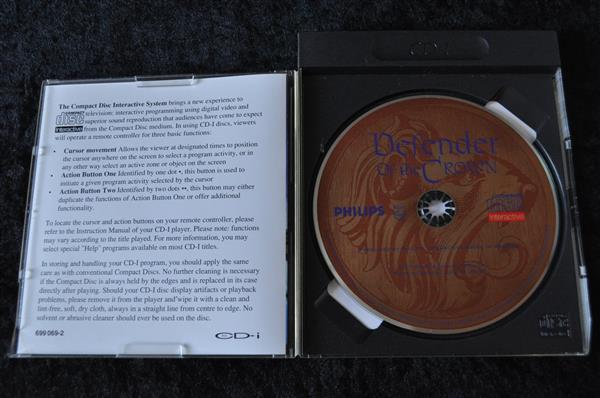 The Compact Disc Interactive System brings a new experience to
television: interactive programming using digital video and
superior sound reproduction that audiences have come to expect
from the Compact Disc medium. In using CD-I discs, viewers
will operate a remote controller for three basic functions:
COMPACT
disc
Interactive
• Cursor movement Allows the viewer at designated times to position
the cursor anywhere on the screen to select a program activity, or in
any other way select an active zone or object on the screen
• Action Button One Identified by one dot •, this button is used to
initiate a given program activity selected by the cursor
• Action Button Two Identified by two dots ••, this button may either
duplicate the functions of Action Button One or offer additional
functionality.
To locate the cursor and action buttons on your remote controller, please
refer to the Instruction Manual of your CD-I player. Please note: functions
may vary according to the title played. For more information, you may
select special "Help" programs available on most CD-I titles.
In storing and handling your CD-I program, you should apply the same
care as with conventional Compact Discs. No further cleaning is necessary
if the Compact Disc is always held by the edges and is replaced in its case
directly after playing. Should your CD-I disc display artifacts or playback
problems, please remove it from the player and wipe it with a clean and
lint-free, soft, dry cloth, always in a straight line from centre to edge. No
solvent or abrasive cleaner should ever be used on the disc.
699 069-2
CD-i
CD-I
Defender
Of the Crown
PHILIPS
disc
Interactive
disc